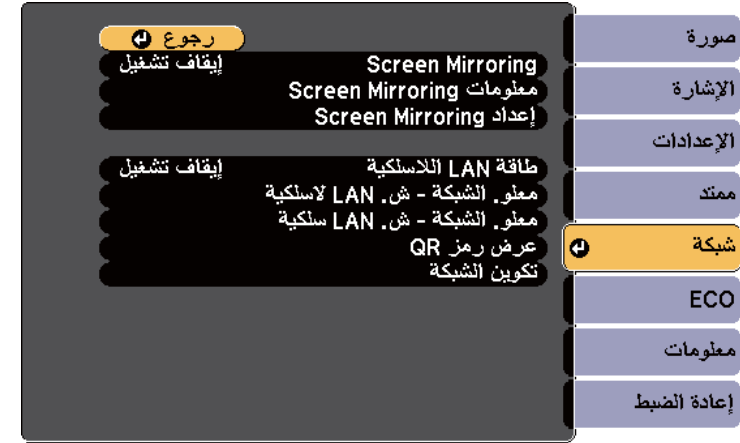 صورة
الإشارة
الإعدادات
ممتد
شبكة
ECO
معلومات
إعادة الضبط
رجوع
Screen Mirroring إيقاف تشغيل
معلومات Screen Mirroring
إعداد Screen Mirroring
طاقة LAN اللاسلكية إيقاف تشغيل
معلو. الشبكة - ش. LAN لاسلكية
معلو. الشبكة - ش. LAN سلكية
عرض رمز QR
تكوين الشبكة